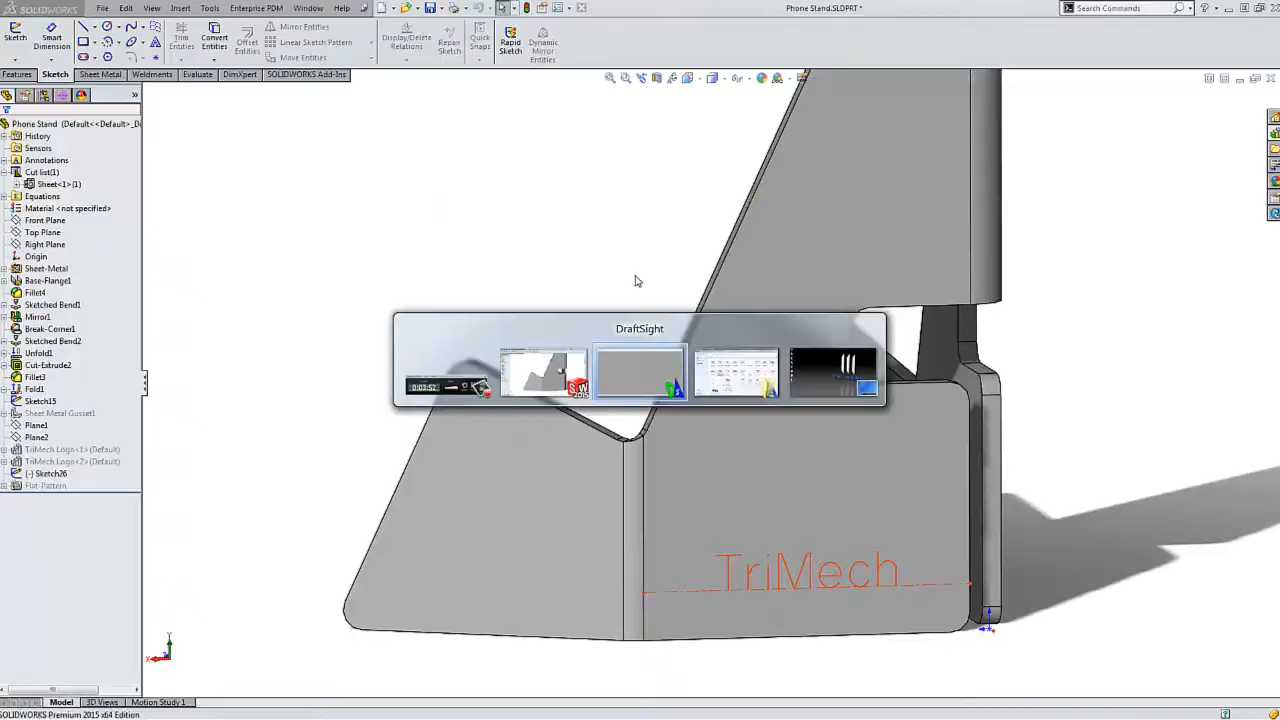 SOLIDWORKS File Edit View Insert Tools Enterprise PDM Window Help
Phone Stand.SLDPRT *
Search Commands
Sketch
Smart Dimension
Trim Entities
Convert Entities
Offset Entities
Mirror Entities
Linear Sketch Pattern
Move Entities
Display/Delete Relations
Repair Sketch
Quick Snaps
Rapid Sketch
Dynamic Mirror Entities
Features Sketch Sheet Metal Weldments Evaluate DimXpert SOLIDWORKS Add-Ins
Phone Stand (Default<<Default>_D
History
Sensors
Annotations
Cut list(1)
Sheet<1>(1)
Equations
Material <not specified>
Front Plane
Top Plane
Right Plane
Origin
Sheet-Metal
Base-Flange1
Fillet4
Sketched Bend1
Mirror1
Break-Corner1
Sketched Bend2
Unfold1
Cut-Extrude2
Fillet3
Fold1
Sketch15
Sheet Metal Gusset1
Plane1
Plane2
TriMech Logo<1>(Default)
TriMech Logo<2>(Default)
(-) Sketch26
Flat-Pattern
DraftSight
0:03:52
SW
2015
TriMech
Y
X
Model 3D Views Motion Study 1
SOLIDWORKS Premium 2015 x64 Edition